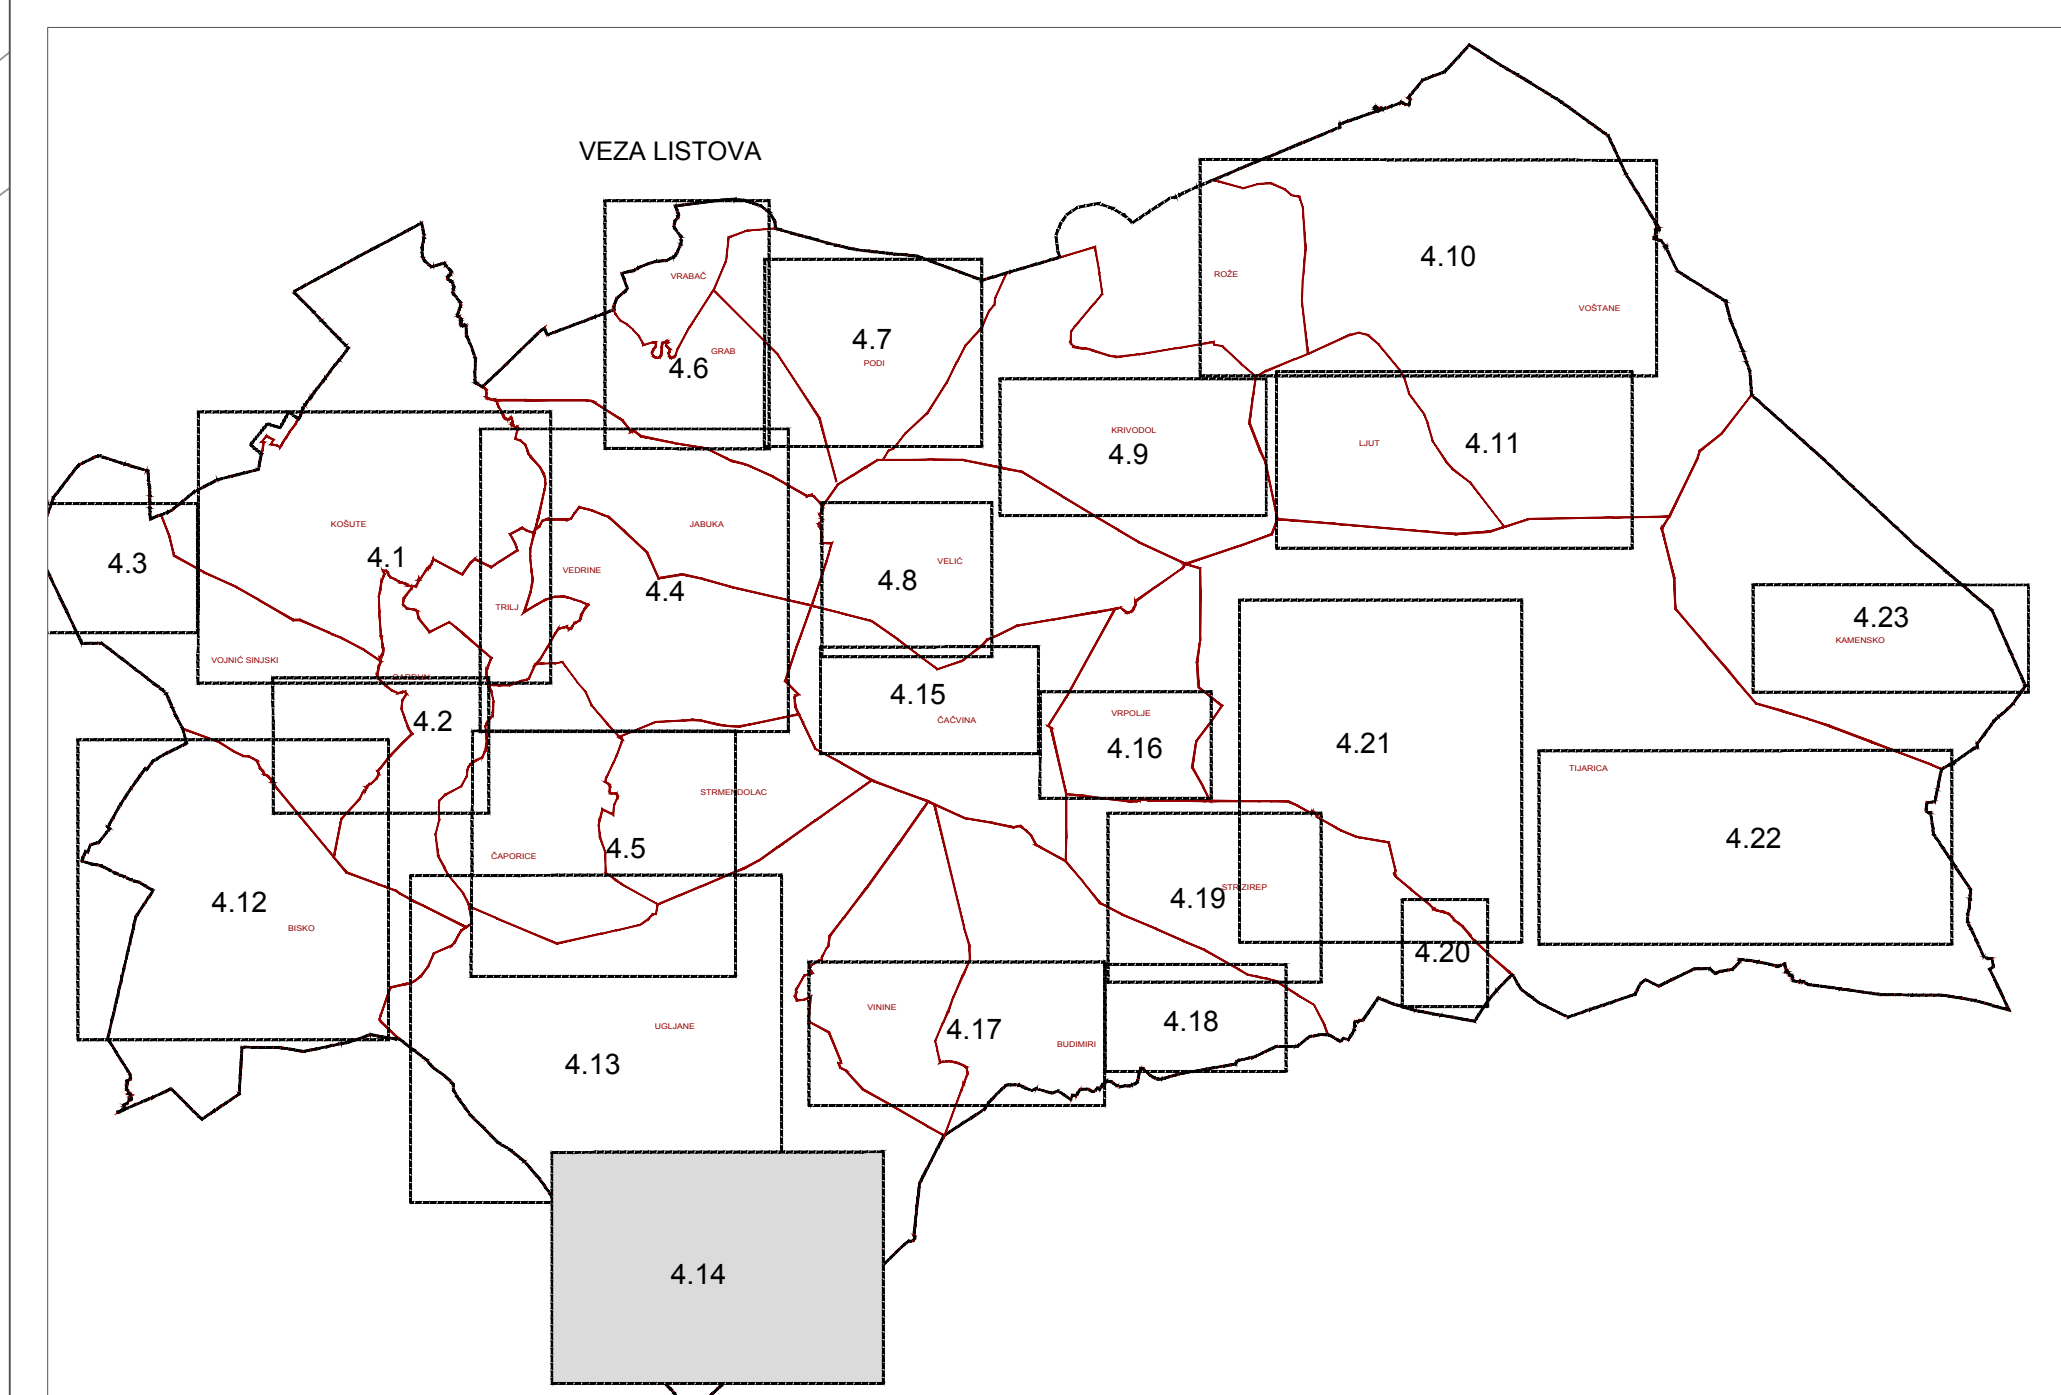 VEZA LISTOVA
4.10
ROŽE
VRABAČ
VOŠTANE
4.7
GRAB
PODI
4.6
KRIVODOL
4.9
LJUT
4.11
KOŠUTE
JABUKA
4.1
4.3
VEDRINE
VELIĆ
4.8
4.4
TRILJ
4.23
KAMENSKO
VOJNIĆ SINJSKI
GARDUN
4.15
4.2
ČAČVINA
VRPOLJE
4.16
4.21
TIJARICA
STRMENDOLAC
4.22
4.5
ČAPORICE
STRIZIREP
4.19
4.12
BISKO
4.20
VININE
4.18
UGLJANE
4.17
BUDIMIRI
4.13
4.14